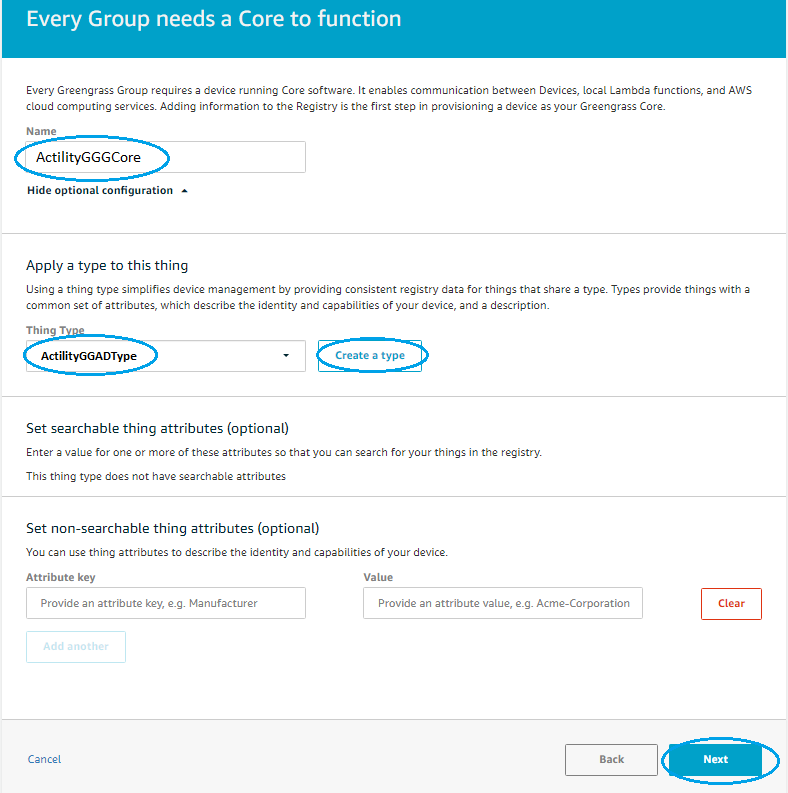 Every Group needs a Core to function
Every Greengrass Group requires a device running Core software. It enables communication between Devices, local Lambda functions, and AWS
cloud computing services. Adding information to the Registry is the first step in provisioning a device as your Greengrass Core.
Name
ActilityGGGCore
Hide optional configuration
Apply a type to this thing
Using a thing type simplifies device management by providing consistent registry data for things that share a type. Types provide things with a
common set of attributes, which describe the identity and capabilities of your device, and a description.
Thing Type
ActilityGGADType
Create a type
Set searchable thing attributes (optional)
Enter a value for one or more of these attributes so that you can search for your things in the registry.
This thing type does not have searchable attributes
Set non-searchable thing attributes (optional)
You can use thing attributes to describe the identity and capabilities of your device.
Attribute key Value
Provide an attribute key, e.g. Manufacturer Provide an attribute value, e.g. Acme-Corporation Clear
Add another
Cancel Back Next